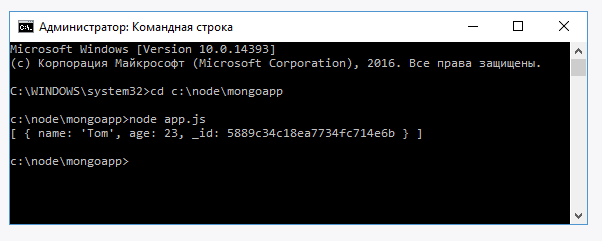 Администратор: Командная строка
Microsoft Windows [Version 10.0.14393]
(c) Корпорация Майкрософт (Microsoft Corporation), 2016. Все права защищены.
C:\WINDOWS\system32>cd c:\node\mongoapp
c:\node\mongoapp>node app.js
[ { name: 'Tom', age: 23, _id: 5889c34c18ea7734fc714e6b } ]
c:\node\mongoapp>